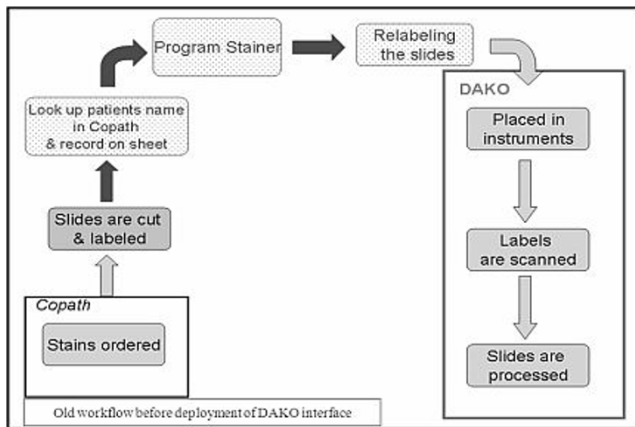 Program Stainer
Relabeling
the slides
Look up patients name
in Copath
& record on sheet
Slides are cut
& labeled
Copath
Stains ordered
DAKO
Placed in
instruments
Labels
are scanned
Slides are
processed
Old workflow before deployment of DAKO interface